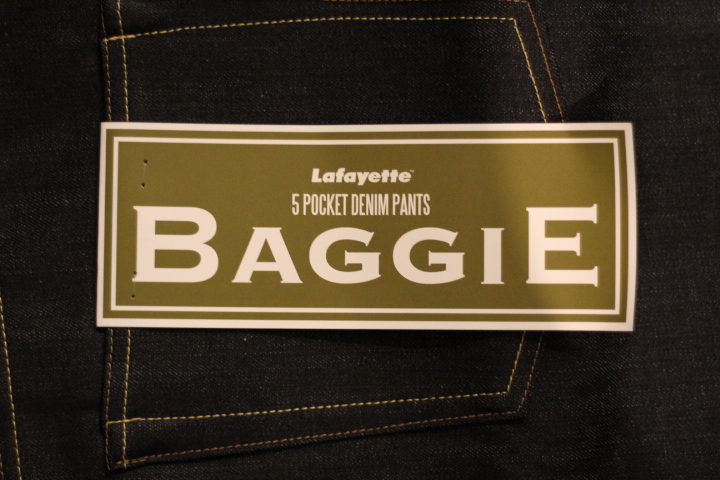 Lafayette
5 POCKET DENIM PANTS
BAGGIE